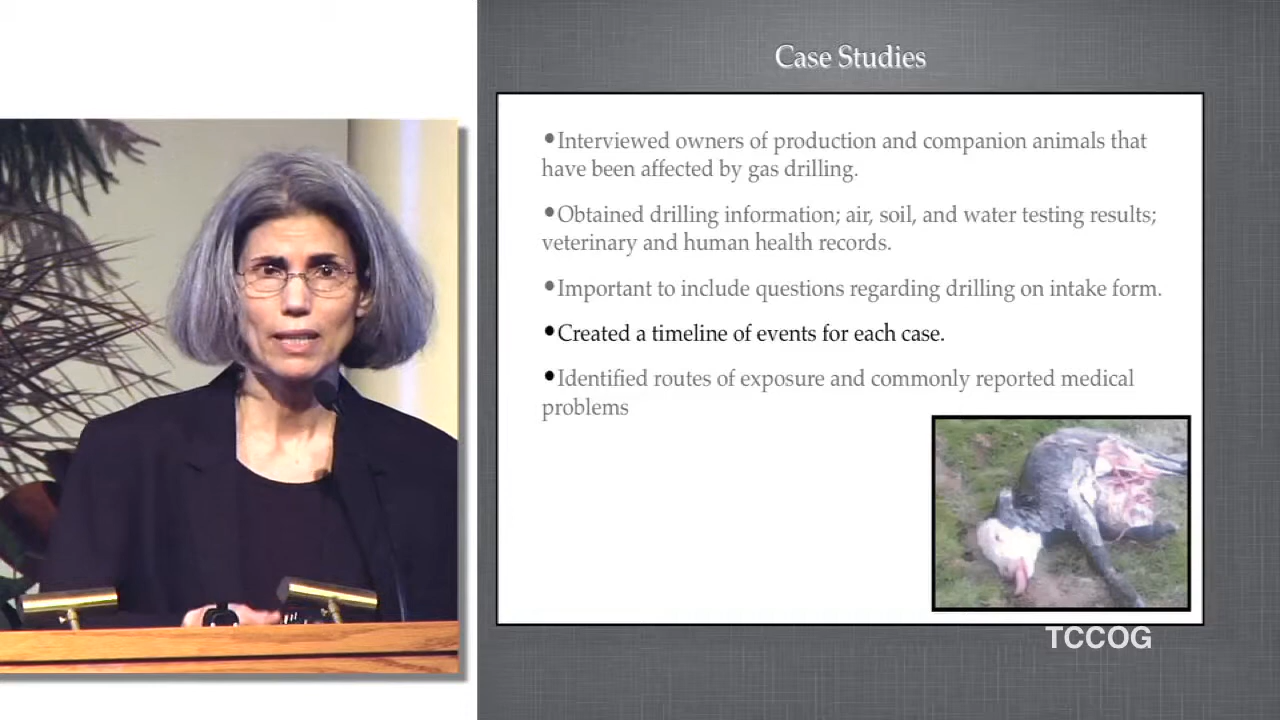 Case Studies
•Interviewed owners of production and companion animals that
have been affected by gas drilling.
•Obtained drilling information; air, soil, and water testing results;
veterinary and human health records.
•Important to include questions regarding drilling on intake form.
•Created a timeline of events for each case.
•Identified routes of exposure and commonly reported medical
problems
TCCOG